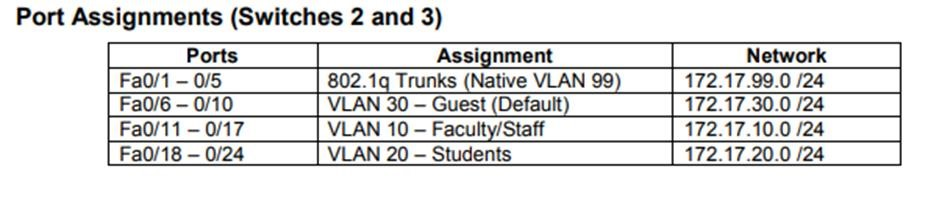 Port Assignments (Switches 2 and 3)
Ports Assignment Network
Fa0/1 – 0/5 802.1q Trunks (Native VLAN 99) 172.17.99.0 /24
Fa0/6 – 0/10 VLAN 30 – Guest (Default) 172.17.30.0 /24
Fa0/11 – 0/17 VLAN 10 – Faculty/Staff 172.17.10.0 /24
Fa0/18 – 0/24 VLAN 20 – Students 172.17.20.0 /24